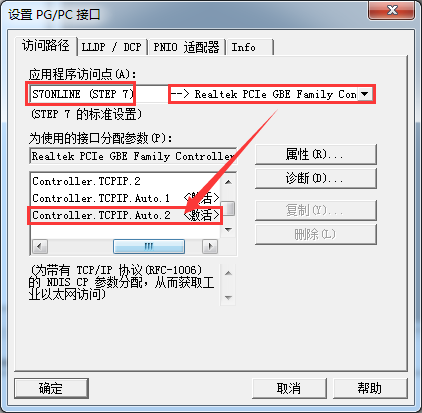 设置 PG/PC 接口
访问路径 LLDP / DCP PNIO 适配器 Info
应用程序访问点(A):
S7ONLINE (STEP 7) --> Realtek PCIe GBE Family Con
(STEP 7 的标准设置)
为使用的接口分配参数(P):
Realtek PCIe GBE Family Controller
属性(R)...
Controller.TCPIP.2
诊断(D)...
Controller.TCPIP.Auto.1 <激活>
Controller.TCPIP.Auto.2 <激活>
复制(Y)...
删除(L)
(为带有 TCP/IP 协议(RFC-1006)
的 NDIS CP 参数分配，从而获取工
业以太网访问)
确定 取消 帮助